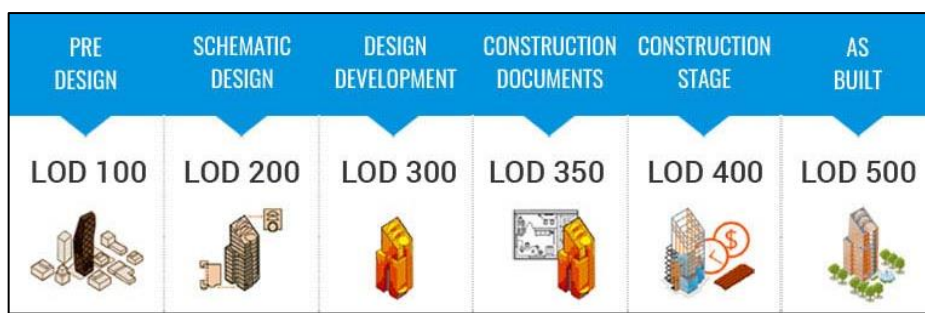 PRE
DESIGN
SCHEMATIC
DESIGN
DESIGN
DEVELOPMENT
CONSTRUCTION
DOCUMENTS
CONSTRUCTION
STAGE
AS
BUILT
LOD 100
LOD 200
LOD 300
LOD 350
LOD 400
LOD 500
$